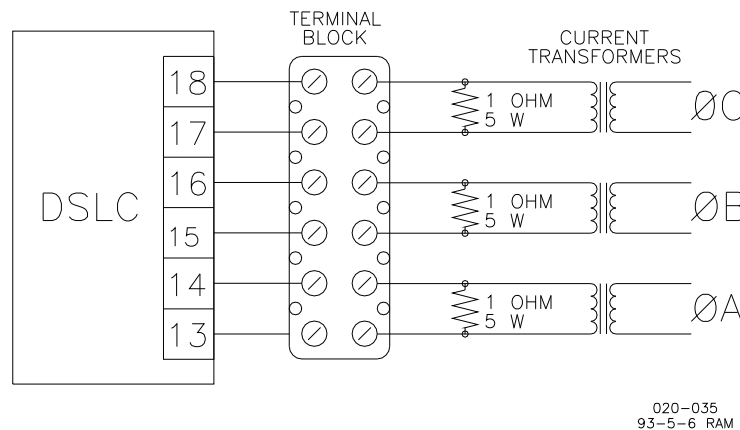 TERMINAL
BLOCK
CURRENT
TRANSFORMERS
DSLC
18
17
16
15
14
13
1 OHM
5 W
1 OHM
5 W
1 OHM
5 W
ØC
ØB
ØA
020-035
93-5-6 RAM